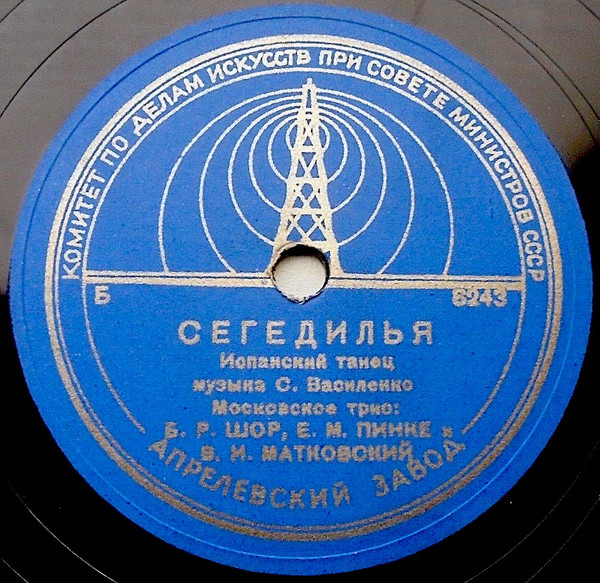 КОМИТЕТ ПО ДЕЛАМ ИСКУССТВ ПРИ СОВЕТЕ МИНИСТРОВ СССР
Б 8243
СЕГЕДИЛЬЯ
Испанский танец
музыка С. Василенко
Московское трио:
Б. Р. ШОР, Е. М. ПИНКЕ И
В. И. МАТКОВСКИЙ
АПРЕЛЕВСКИЙ ЗАВОД